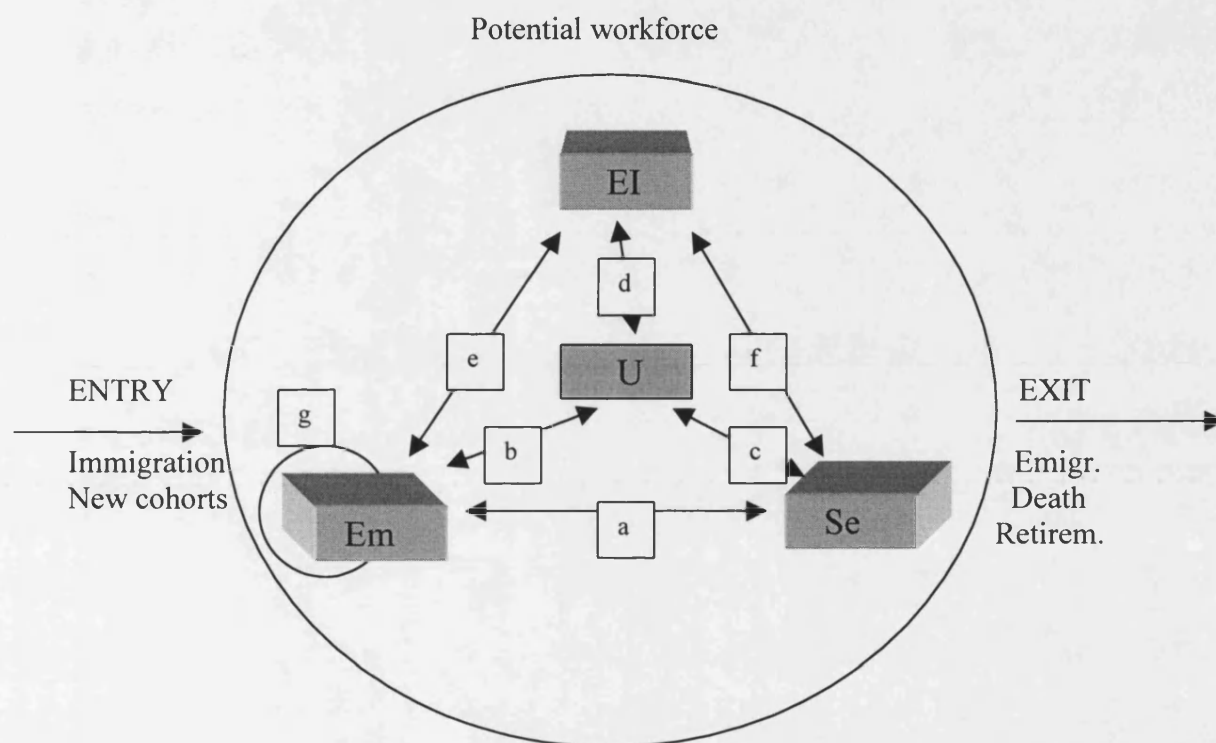 Potential workforce
EI
d
e
f
U
ENTRY
EXIT
g
Immigration
New cohorts
b
c
Emigr.
Death
Retirem.
Em
a
Se